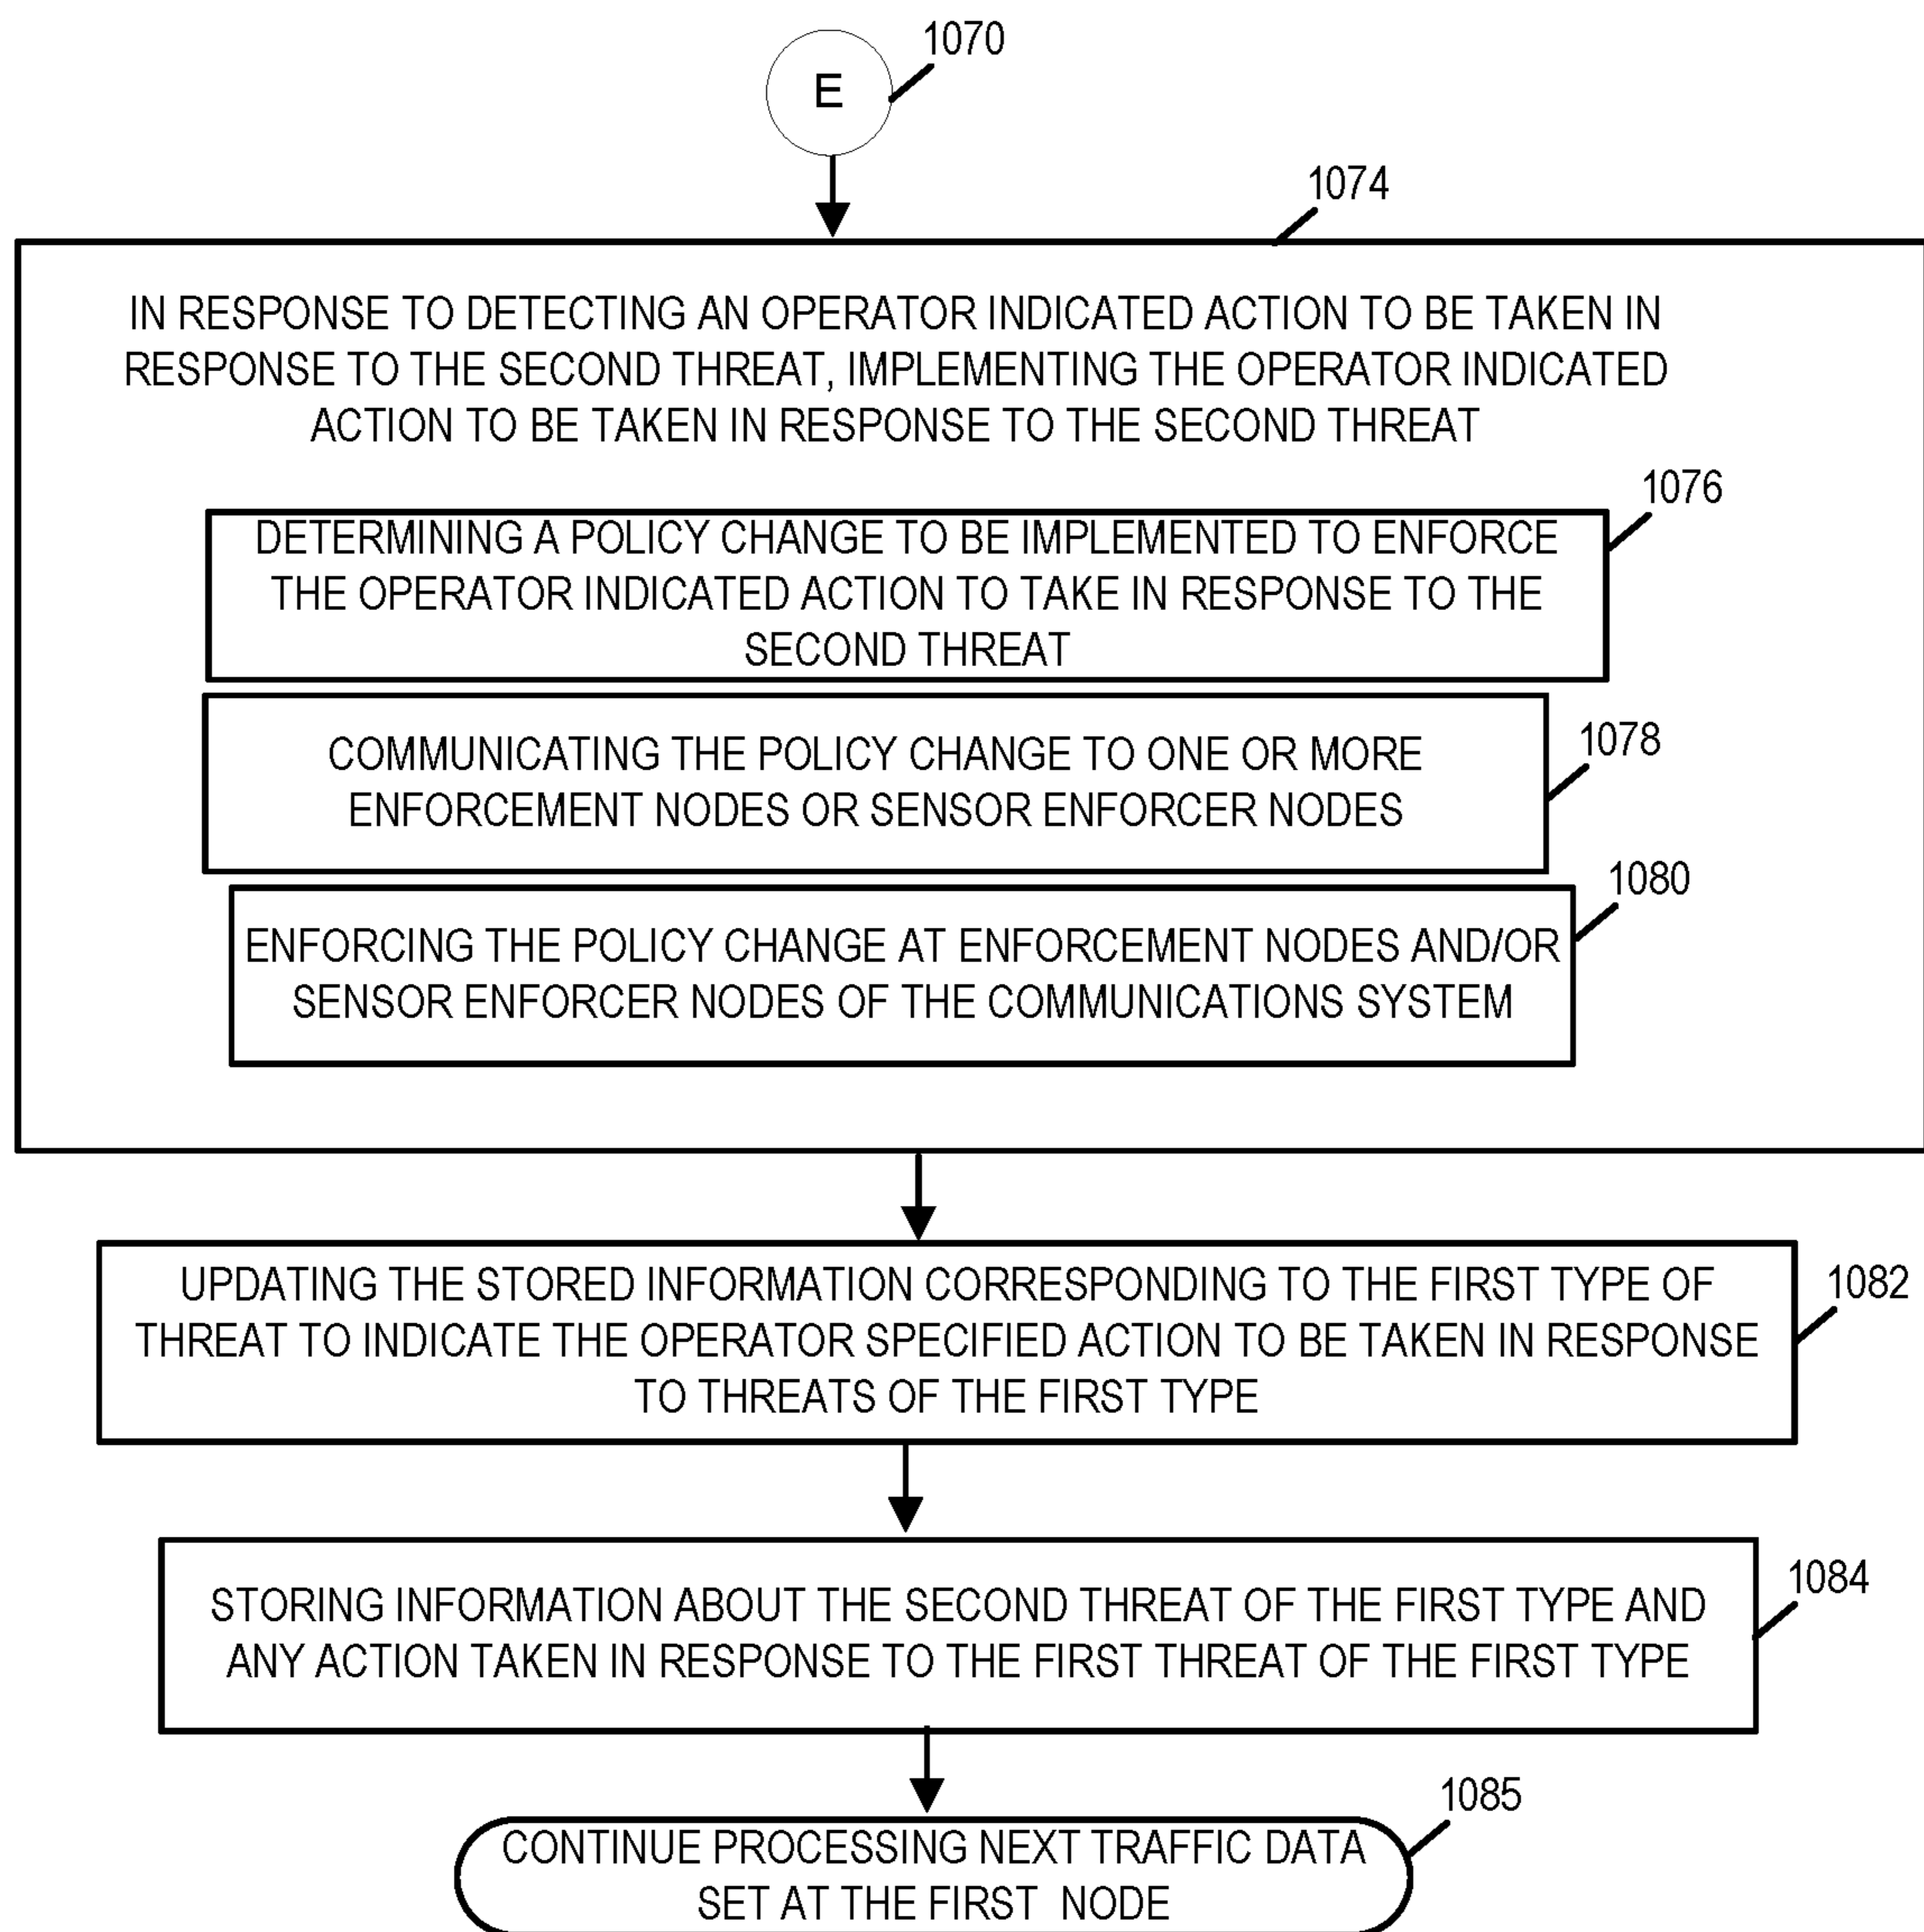 1070
E
1074
IN RESPONSE TO DETECTING AN OPERATOR INDICATED ACTION TO BE TAKEN IN
RESPONSE TO THE SECOND THREAT, IMPLEMENTING THE OPERATOR INDICATED
ACTION TO BE TAKEN IN RESPONSE TO THE SECOND THREAT
1076
DETERMINING A POLICY CHANGE TO BE IMPLEMENTED TO ENFORCE
THE OPERATOR INDICATED ACTION TO TAKE IN RESPONSE TO THE
SECOND THREAT
1078
COMMUNICATING THE POLICY CHANGE TO ONE OR MORE
ENFORCEMENT NODES OR SENSOR ENFORCER NODES
1080
ENFORCING THE POLICY CHANGE AT ENFORCEMENT NODES AND/OR
SENSOR ENFORCER NODES OF THE COMMUNICATIONS SYSTEM
1082
UPDATING THE STORED INFORMATION CORRESPONDING TO THE FIRST TYPE OF
THREAT TO INDICATE THE OPERATOR SPECIFIED ACTION TO BE TAKEN IN RESPONSE
TO THREATS OF THE FIRST TYPE
1084
STORING INFORMATION ABOUT THE SECOND THREAT OF THE FIRST TYPE AND
ANY ACTION TAKEN IN RESPONSE TO THE FIRST THREAT OF THE FIRST TYPE
1085
CONTINUE PROCESSING NEXT TRAFFIC DATA
SET AT THE FIRST NODE